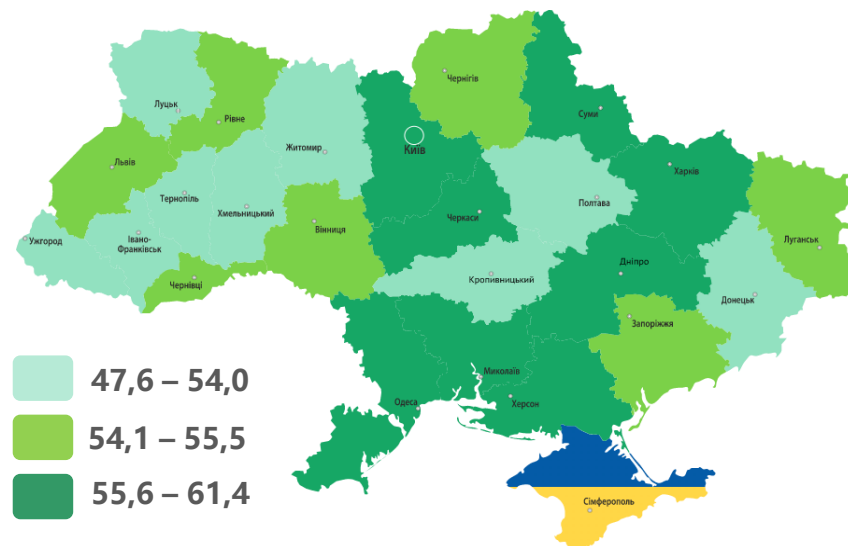 Чернігів
Луцьк
Рівне
Суми
Житомир
Київ
Львів
Харків
Тернопіль
Полтава
Хмельницький
Черкаси
Вінниця
Івано-
Франківськ
Ужгород
Луганськ
Дніпро
Чернівці
Кропивницький
Донецьк
Запоріжжя
Миколаїв
Одеса
Херсон
Сімферополь
47,6 – 54,0
54,1 – 55,5
55,6 – 61,4